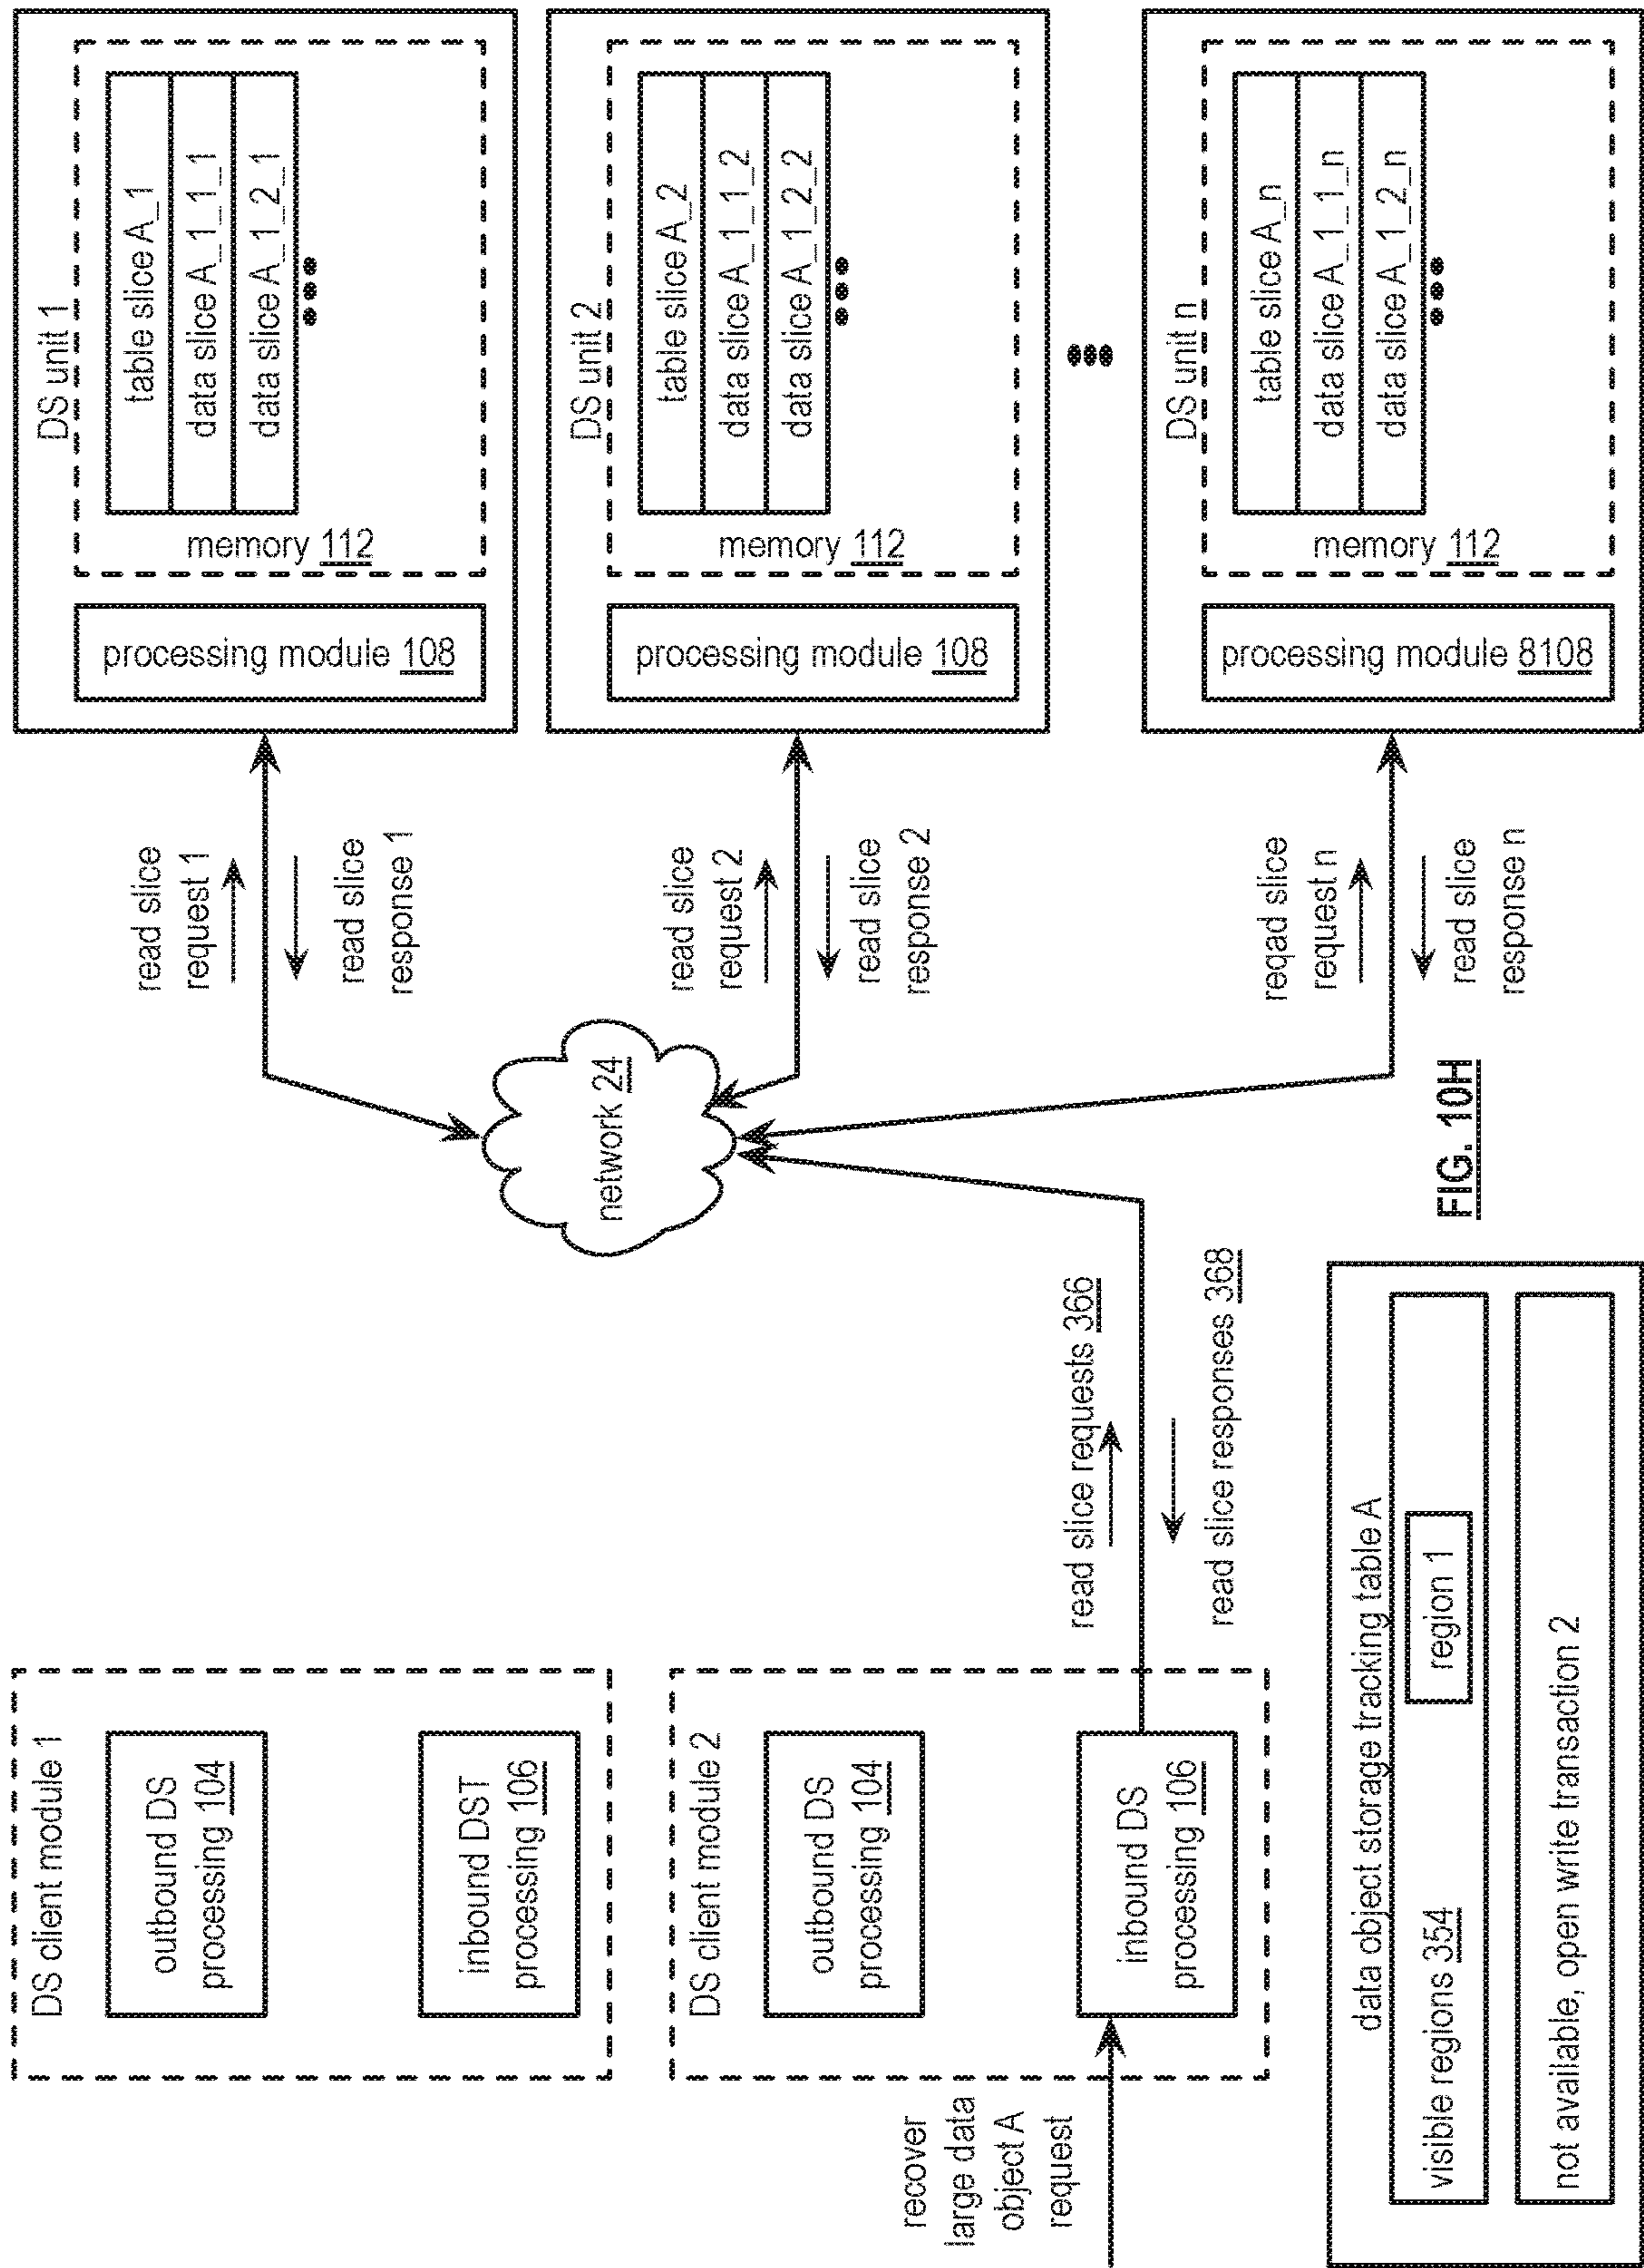 DS client module 1
outbound DS
processing 104
inbound DST
processing 106
DS client module 2
outbound DS
processing 104
inbound DS
processing 106
recover
large data
object A
request
read slice requests 366
read slice responses 368
network 24
read slice
request 1
read slice
response 1
read slice
request 2
read slice
response 2
reqad slice
request n
read slice
response n
DS unit 1
processing module 108
memory 112
table slice A_1
data slice A_1_1_1
data slice A_1_2_1
DS unit 2
processing module 108
memory 112
table slice A_2
data slice A_1_1_2
data slice A_1_2_2
DS unit n
processing module 8108
memory 112
table slice A_n
data slice A_1_1_n
data slice A_1_2_n
data object storage tracking table A
visible regions 354
region 1
not available, open write transaction 2
FIG. 10H